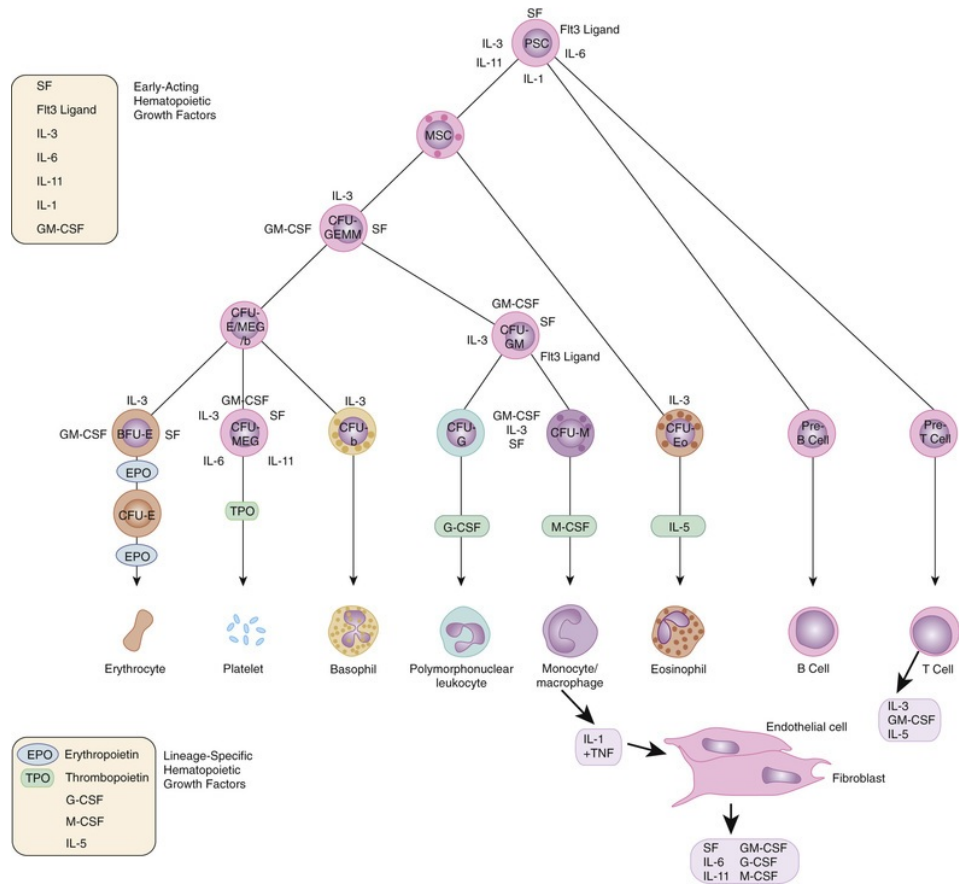 SF
Flt3 Ligand
IL-3
PSC
IL-6
IL-11
IL-1
SF
Flt3 Ligand
IL-3
IL-6
IL-11
IL-1
GM-CSF
Early-Acting
Hematopoietic
Growth Factors
MSC
IL-3
GM-CSF
CFU-
GEMM
SF
CFU-
E/MEG
/b
GM-CSF
SF
IL-3
CFU-
GM
Flt3 Ligand
IL-3
GM-CSF
BFU-E
SF
EPO
CFU-E
EPO
GM-CSF
IL-3
SF
CFU-
MEG
IL-6
IL-11
TPO
IL-3
CFU-
b
CFU-
G
G-CSF
GM-CSF
IL-3
SF
CFU-M
M-CSF
IL-3
CFU-
Eo
IL-5
Pre-
B Cell
Pre-
T Cell
Erythrocyte
Platelet
Basophil
Polymorphonuclear
leukocyte
Monocyte/
macrophage
Eosinophil
B Cell
T Cell
IL-3
GM-CSF
IL-5
IL-1
+TNF
Endothelial cell
Fibroblast
SF GM-CSF
IL-6 G-CSF
IL-11 M-CSF
EPO Erythropoietin
TPO Thrombopoietin
G-CSF
M-CSF
IL-5
Lineage-Specific
Hematopoietic
Growth Factors